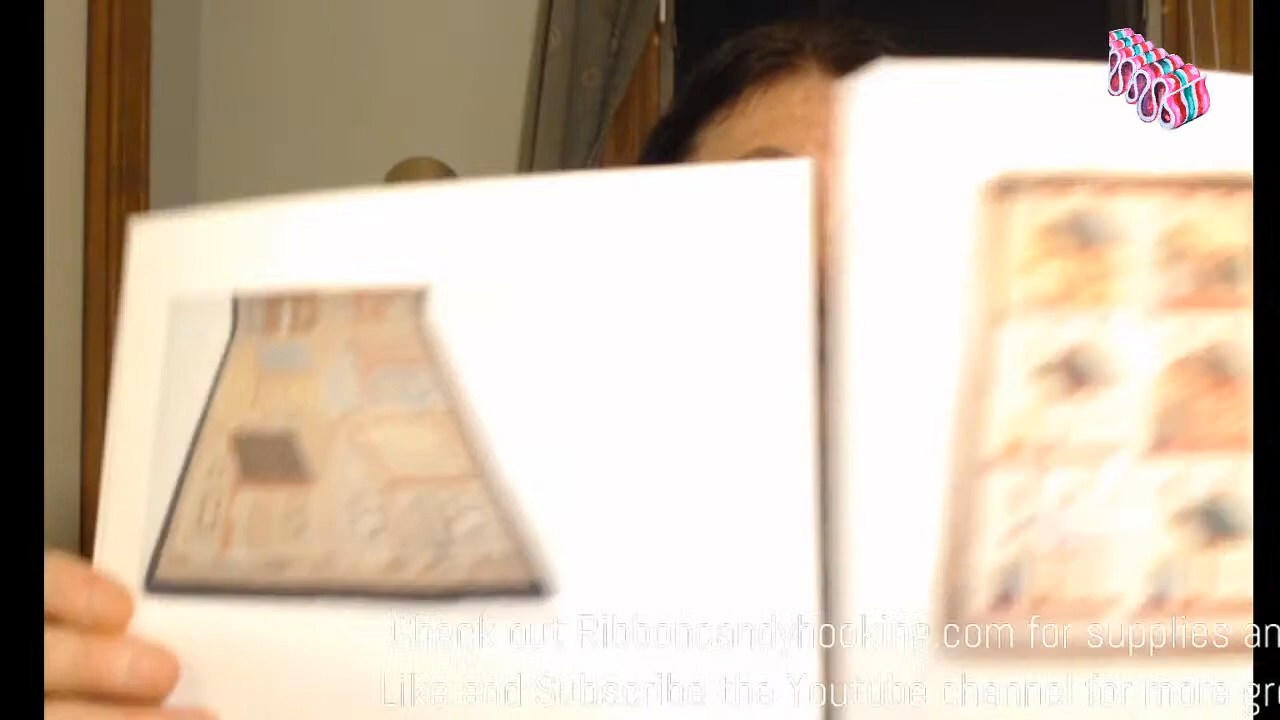 Check out Ribboncandyhooking.com for supplies an
Like and Subscribe the Youtube channel for more gr